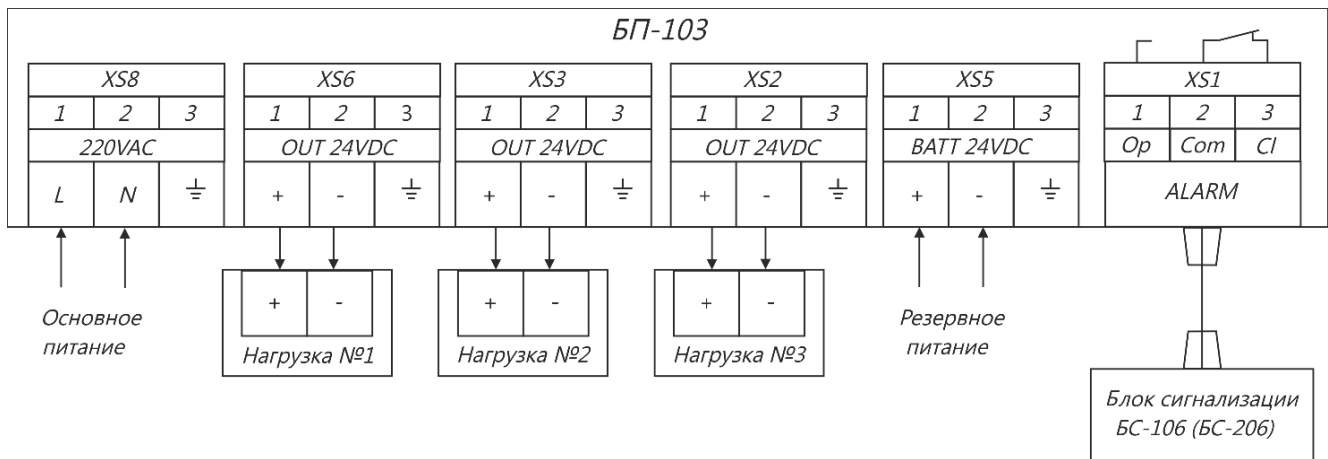 БП-103
XS8 XS6 XS3 XS2 XS5 XS1
1 2 3 1 2 3 1 2 3 1 2 3 1 2 3 1 2 3
220VAC OUT 24VDC OUT 24VDC OUT 24VDC BATT 24VDC Op Com Cl
L N + - + - + - + - ALARM
+ - + - + -
Основное
питание
Нагрузка №1 Нагрузка №2 Нагрузка №3
Резервное
питание
Блок сигнализации
БС-106 (БС-206)